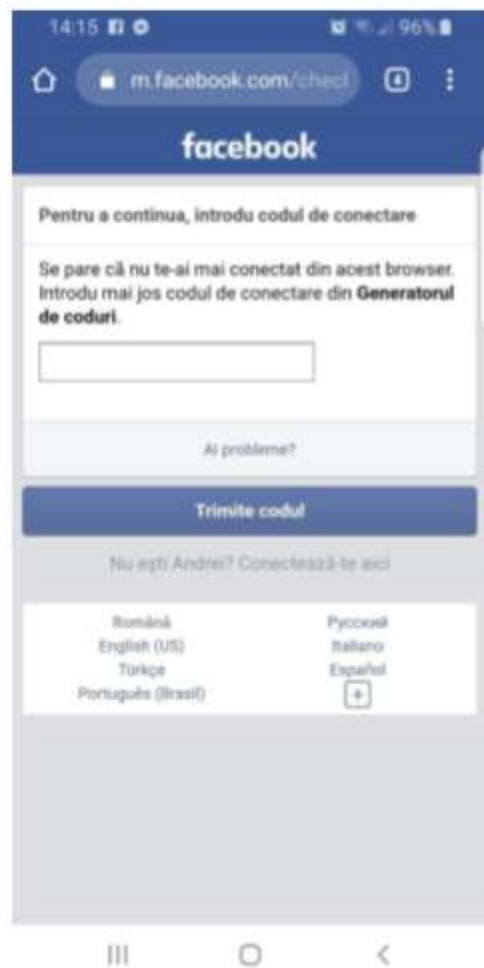 14:15 96%
m.facebook.com/checl 4
facebook
Pentru a continua, introdu codul de conectare
Se pare că nu te-ai mai conectat din acest browser.
Introdu mai jos codul de conectare din Generatorul
de coduri.
Ai probleme?
Trimite codul
Nu ești Andrei? Conectează-te aici
Română Русский
English (US) Italiano
Türkçe Español
Português (Brasil) +